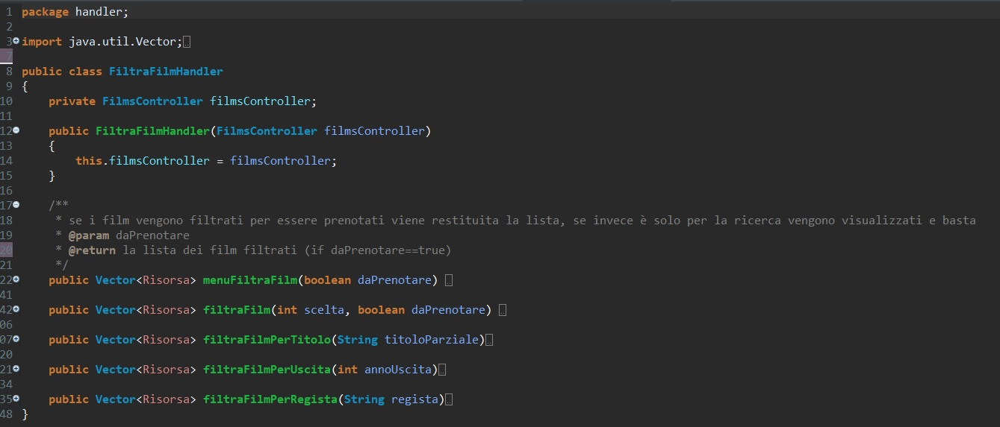 1 package handler;
2
3 import java.util.Vector;
7
8 public class FiltraFilmHandler
9 {
10 private FilmsController filmsController;
11
12 public FiltraFilmHandler(FilmsController filmsController)
13 {
14 this.filmsController = filmsController;
15 }
16
17 /**
18 * se i film vengono filtrati per essere prenotati viene restituita la lista, se invece è solo per la ricerca vengono visualizzati e basta
19 * @param daPrenotare
20 * @return la lista dei film filtrati (if daPrenotare==true)
21 */
22 public Vector<Risorsa> menuFiltraFilm(boolean daPrenotare)
41
42 public Vector<Risorsa> filtraFilm(int scelta, boolean daPrenotare)
06
07 public Vector<Risorsa> filtraFilmPerTitolo(String titoloParziale)
20
21 public Vector<Risorsa> filtraFilmPerUscita(int annoUscita)
34
35 public Vector<Risorsa> filtraFilmPerRegista(String regista)
48 }